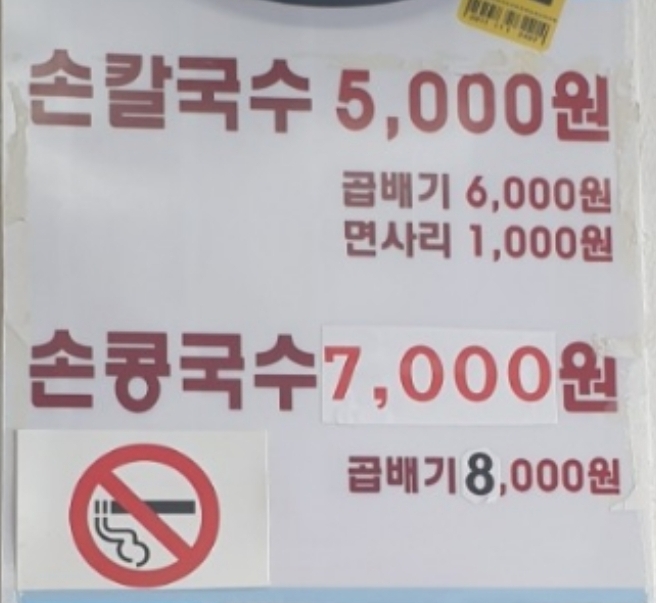 손칼국수 5,000원
곱배기 6,000원
면사리 1,000원
손콩국수 7,000원
곱배기 8,000원